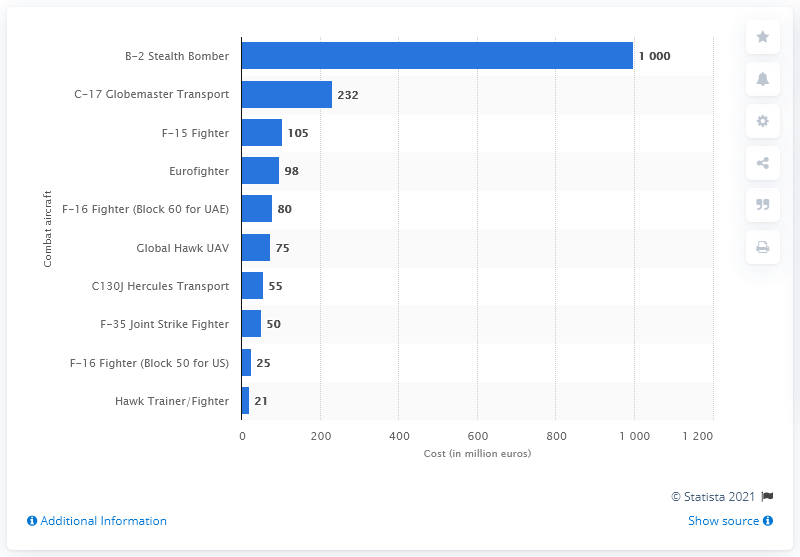 Combat aircraft
B-2 Stealth Bomber 1 000
C-17 Globemaster Transport 232
F-15 Fighter 105
Eurofighter 98
F-16 Fighter (Block 60 for UAE) 80
Global Hawk UAV 75
C130J Hercules Transport 55
F-35 Joint Strike Fighter 50
F-16 Fighter (Block 50 for US) 25
Hawk Trainer/Fighter 21
0 200 400 600 800 1 000 1 200
Cost (in million euros)
© Statista 2021
Additional Information
Show source